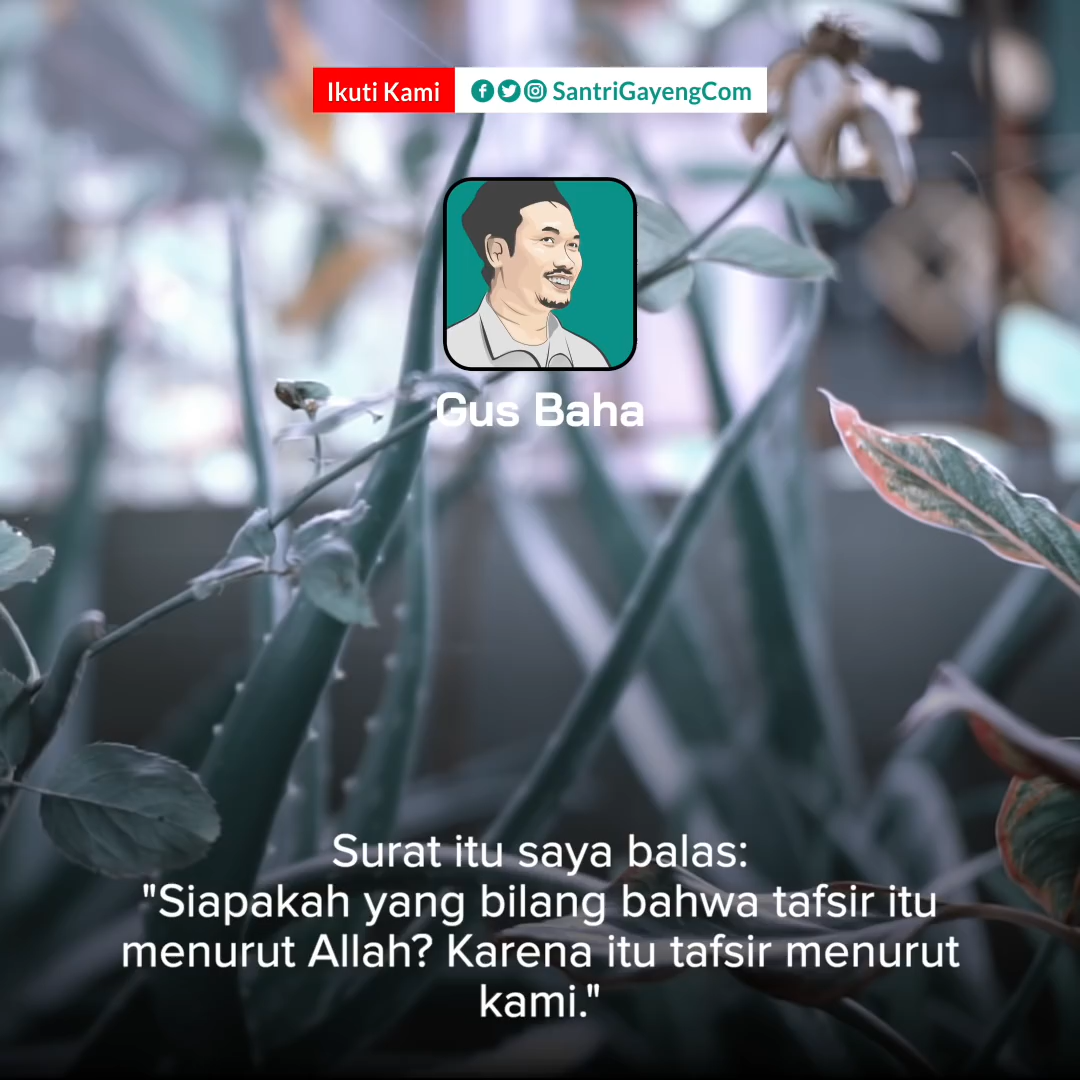 Ikuti Kami SantriGayengCom
Gus Baha
Surat itu saya balas:
"Siapakah yang bilang bahwa tafsir itu
menurut Allah? Karena itu tafsir menurut
kami."